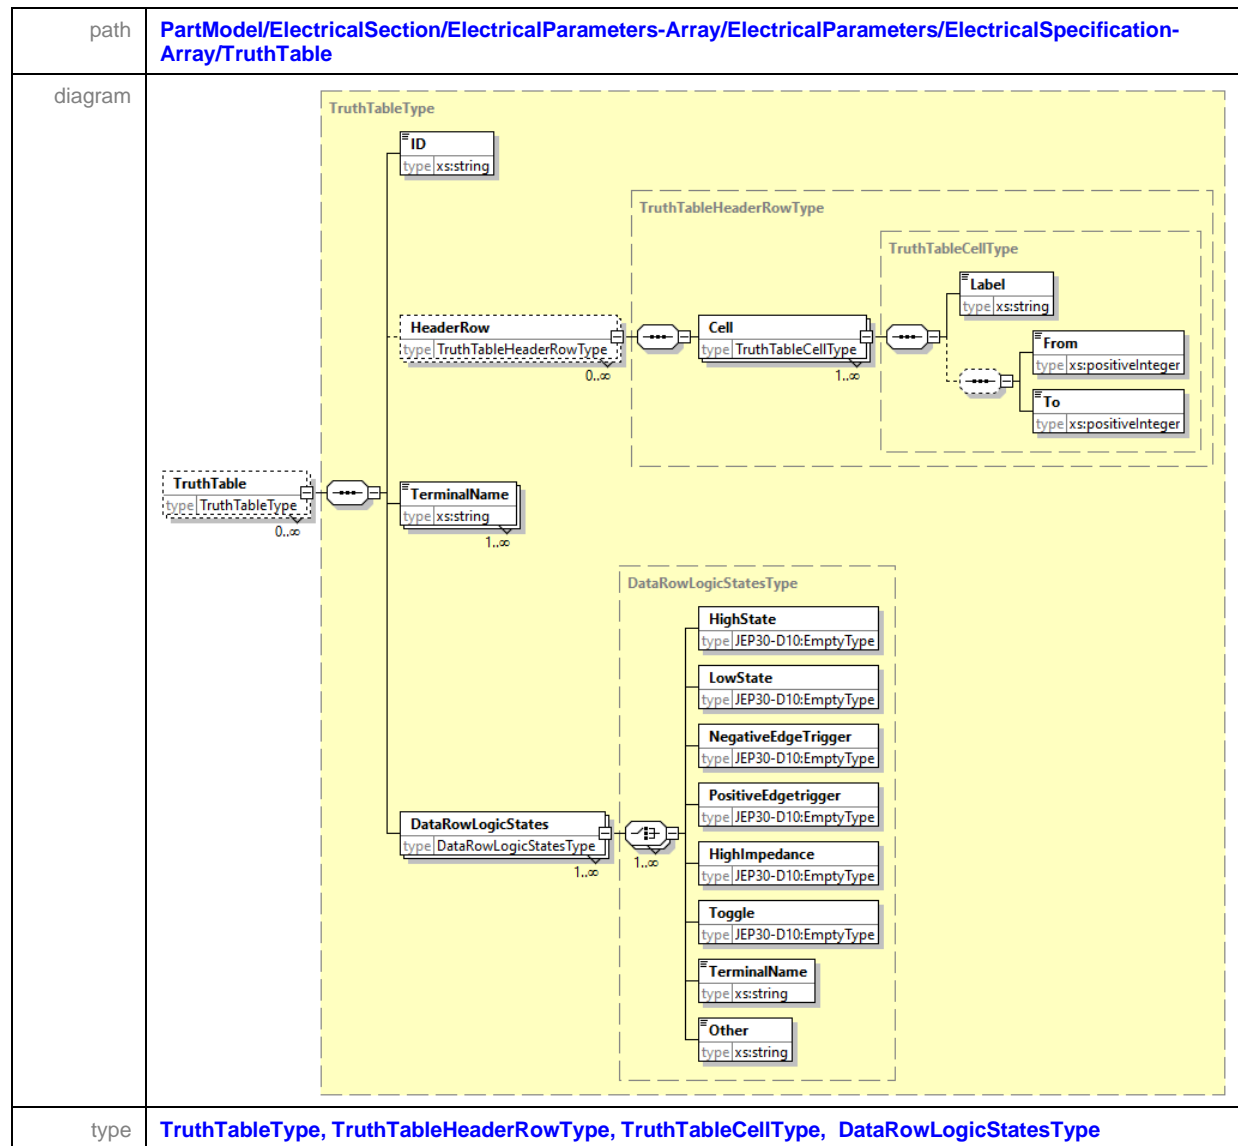 path
PartModel/ElectricalSection/ElectricalParameters-Array/ElectricalParameters/ElectricalSpecification-
Array/TruthTable
diagram
TruthTableType
ID
type xs:string
TruthTableHeaderRowType
TruthTableCellType
Label
type xs:string
HeaderRow
type TruthTableHeaderRowType
0..∞
Cell
type TruthTableCellType
1..∞
From
type xs:positiveInteger
To
type xs:positiveInteger
TruthTable
type TruthTableType
0..∞
TerminalName
type xs:string
1..∞
DataRowLogicStatesType
HighState
type JEP30-D10:EmptyType
LowState
type JEP30-D10:EmptyType
NegativeEdgeTrigger
type JEP30-D10:EmptyType
PositiveEdgetrigger
type JEP30-D10:EmptyType
DataRowLogicStates
type DataRowLogicStatesType
1..∞
1..∞
HighImpedance
type JEP30-D10:EmptyType
Toggle
type JEP30-D10:EmptyType
TerminalName
type xs:string
Other
type xs:string
type
TruthTableType, TruthTableHeaderRowType, TruthTableCellType, DataRowLogicStatesType